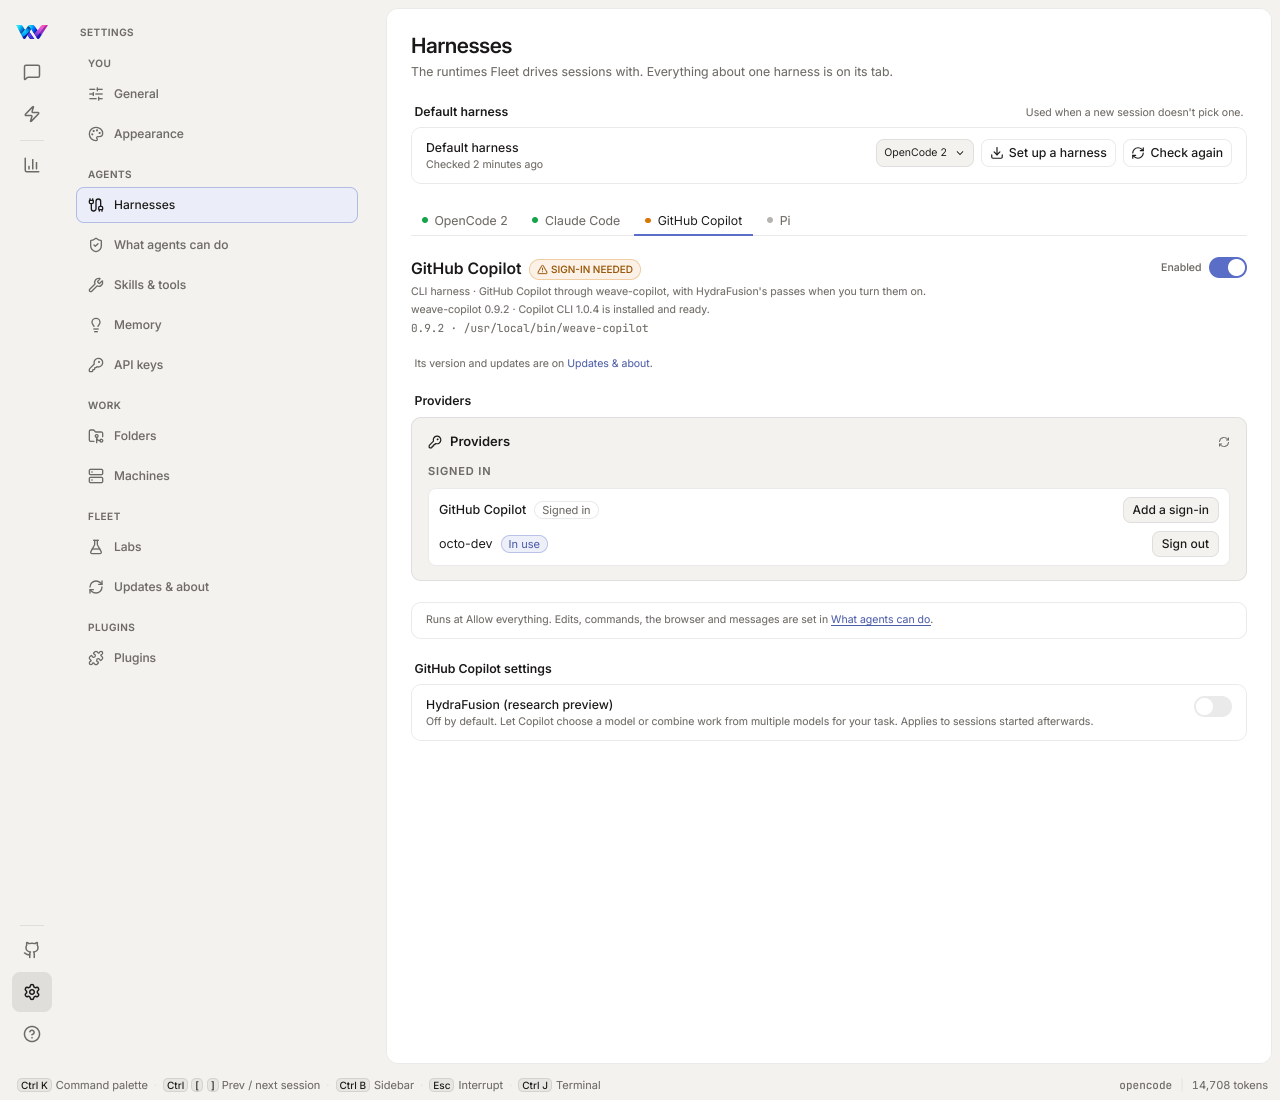 SETTINGS
YOU
General
Appearance
AGENTS
Harnesses
What agents can do
Skills & tools
Memory
API keys
WORK
Folders
Machines
FLEET
Labs
Updates & about
PLUGINS
Plugins
Harnesses
The runtimes Fleet drives sessions with. Everything about one harness is on its tab.
Default harness
Used when a new session doesn't pick one.
Default harness
Checked 2 minutes ago
OpenCode 2
Set up a harness
Check again
OpenCode 2
Claude Code
GitHub Copilot
Pi
GitHub Copilot
SIGN-IN NEEDED
Enabled
CLI harness · GitHub Copilot through weave-copilot, with HydraFusion's passes when you turn them on.
weave-copilot 0.9.2 · Copilot CLI 1.0.4 is installed and ready.
0.9.2 · /usr/local/bin/weave-copilot
Its version and updates are on Updates & about.
Providers
Providers
SIGNED IN
GitHub Copilot
Signed in
Add a sign-in
octo-dev
In use
Sign out
Runs at Allow everything. Edits, commands, the browser and messages are set in What agents can do.
GitHub Copilot settings
HydraFusion (research preview)
Off by default. Let Copilot choose a model or combine work from multiple models for your task. Applies to sessions started afterwards.
Ctrl K Command palette
Ctrl [ ] Prev / next session
Ctrl B Sidebar
Esc Interrupt
Ctrl J Terminal
opencode
14,708 tokens